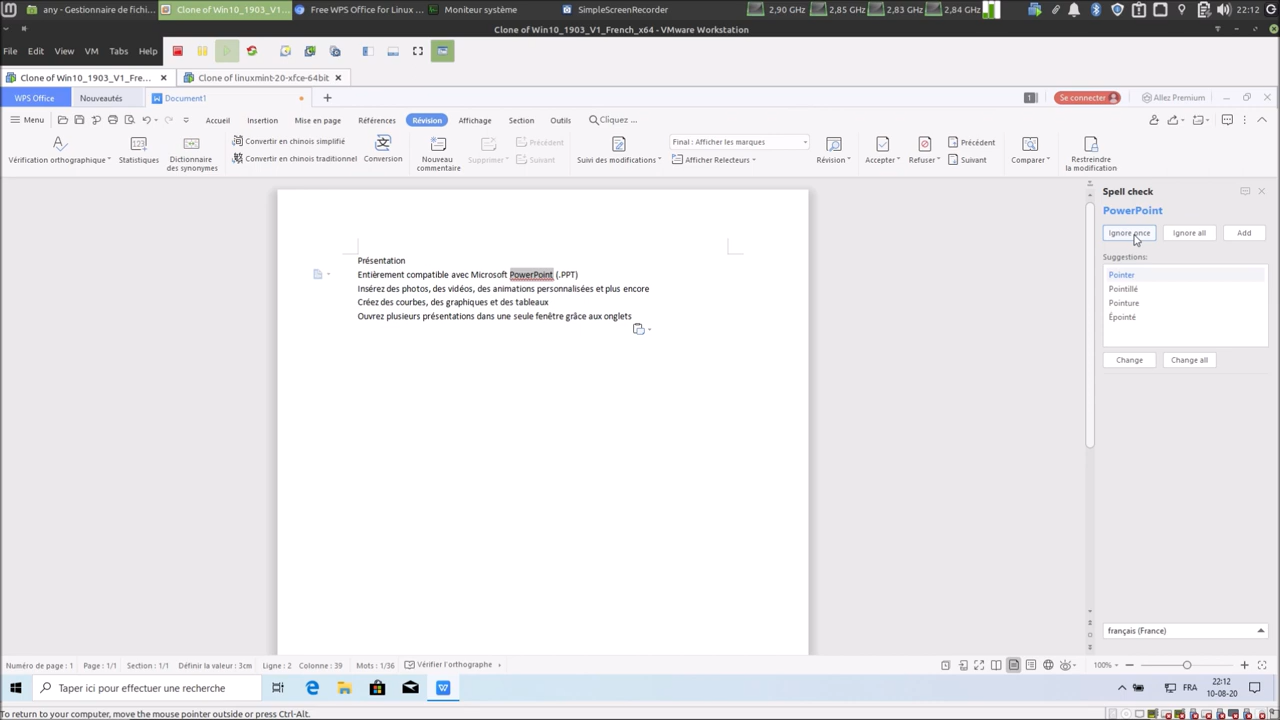 any - Gestionnaire de fichi...
Clone of Win10_1903_V1...
Free WPS Office for Linux ...
Moniteur système
SimpleScreenRecorder
2,90 GHz
2,85 GHz
2,83 GHz
2,84 GHz
22:12
Clone of Win10_1903_V1_French_x64 - VMware Workstation
File Edit View VM Tabs Help
Clone of Win10_1903_V1_Fre...
Clone of linuxmint-20-xfce-64bit
WPS Office
Nouveautés
Document1
1
Se connecter
Allez Premium
Menu
Accueil
Insertion
Mise en page
Références
Révision
Affichage
Section
Outils
Cliquez ...
Vérification orthographique
Statistiques
Dictionnaire
des synonymes
Convertir en chinois simplifié
Convertir en chinois traditionnel
Conversion
Nouveau
commentaire
Supprimer
Précédent
Suivant
Suivi des modifications
Final : Afficher les marques
Afficher Relecteurs
Révision
Accepter
Refuser
Précédent
Suivant
Comparer
Restreindre
la modification
Présentation
Entièrement compatible avec Microsoft PowerPoint (.PPT)
Insérez des photos, des vidéos, des animations personnalisées et plus encore
Créez des courbes, des graphiques et des tableaux
Ouvrez plusieurs présentations dans une seule fenêtre grâce aux onglets
Spell check
PowerPoint
Ignore once
Ignore all
Add
Suggestions:
Pointer
Pointillé
Pointure
Épointé
Change
Change all
français (France)
Numéro de page : 1
Page : 1/1
Section : 1/1
Définir la valeur : 3cm
Ligne : 2
Colonne : 39
Mots : 1/36
Vérifier l'orthographe
100%
Taper ici pour effectuer une recherche
FRA
22:12
10-08-20
To return to your computer, move the mouse pointer outside or press Ctrl-Alt.